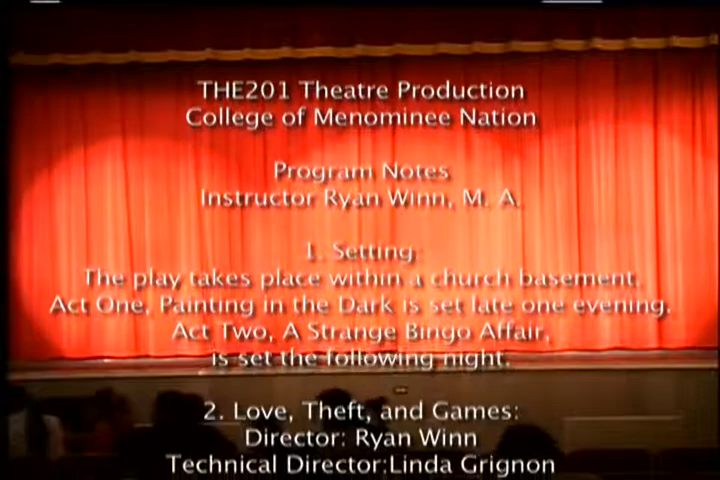 THE201 Theatre Production
College of Menominee Nation
Program Notes
Instructor Ryan Winn, M. A.
1. Setting:
The play takes place within a church basement.
Act One, Painting in the Dark is set late one evening.
Act Two, A Strange Bingo Affair,
is set the following night.
2. Love, Theft, and Games:
Director: Ryan Winn
Technical Director:Linda Grignon